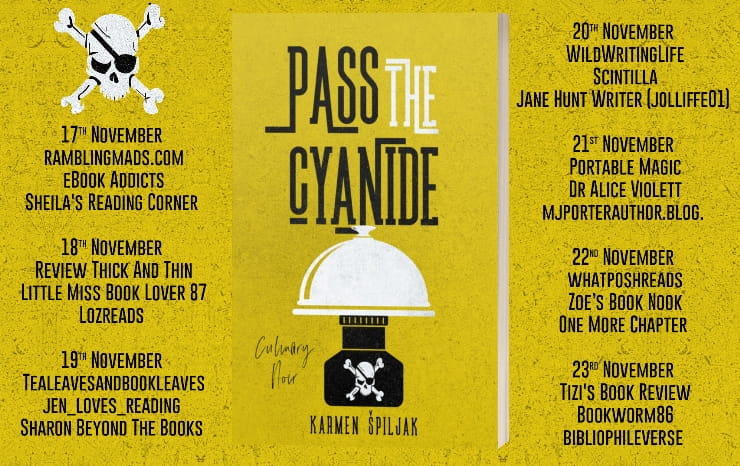 17th November
ramblingmads.com
eBook Addicts
Sheila's Reading Corner
18th November
Review Thick And Thin
Little Miss Book Lover 87
Lozreads
19th November
Tealeavesandbookleaves
jen_loves_reading
Sharon Beyond The Books
PASS THE
CYANIDE
Culinary
Noir
KARMEN ŠPILJAK
20th November
WildWritingLife
Scintilla
Jane Hunt Writer (jolliffe01)
21st November
Portable Magic
Dr Alice Violett
mjporterauthor.blog.
22nd November
whatposhreads
Zoe's Book Nook
One More Chapter
23rd November
Tizi's Book Review
Bookworm86
bibliophileverse